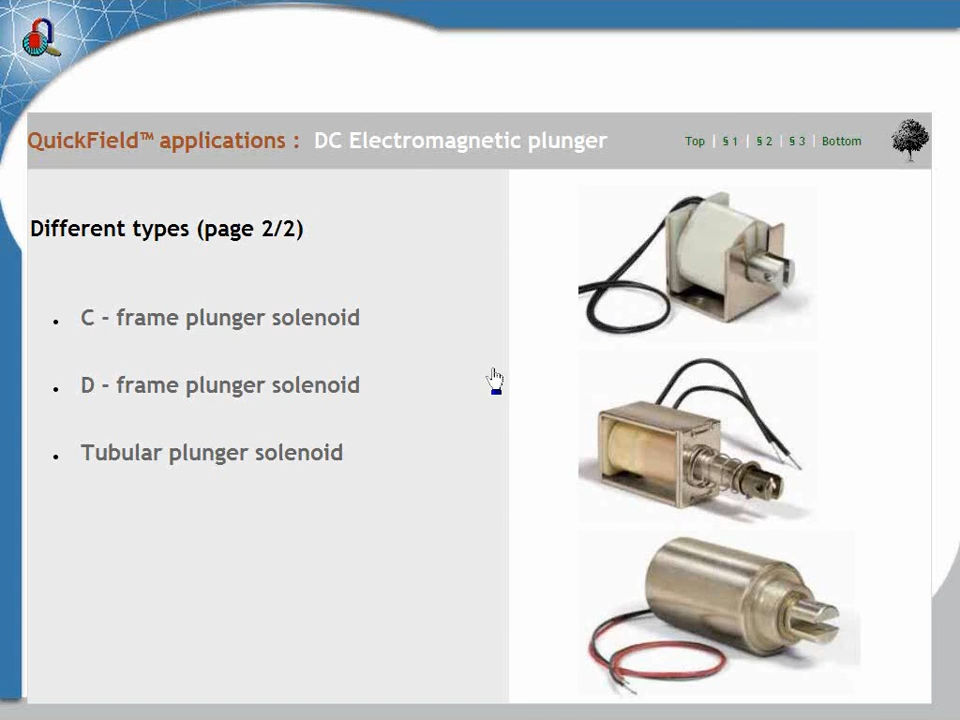 QuickField™ applications : DC Electromagnetic plunger
Top | § 1 | § 2 | § 3 | Bottom
Different types (page 2/2)
• C - frame plunger solenoid
• D - frame plunger solenoid
• Tubular plunger solenoid